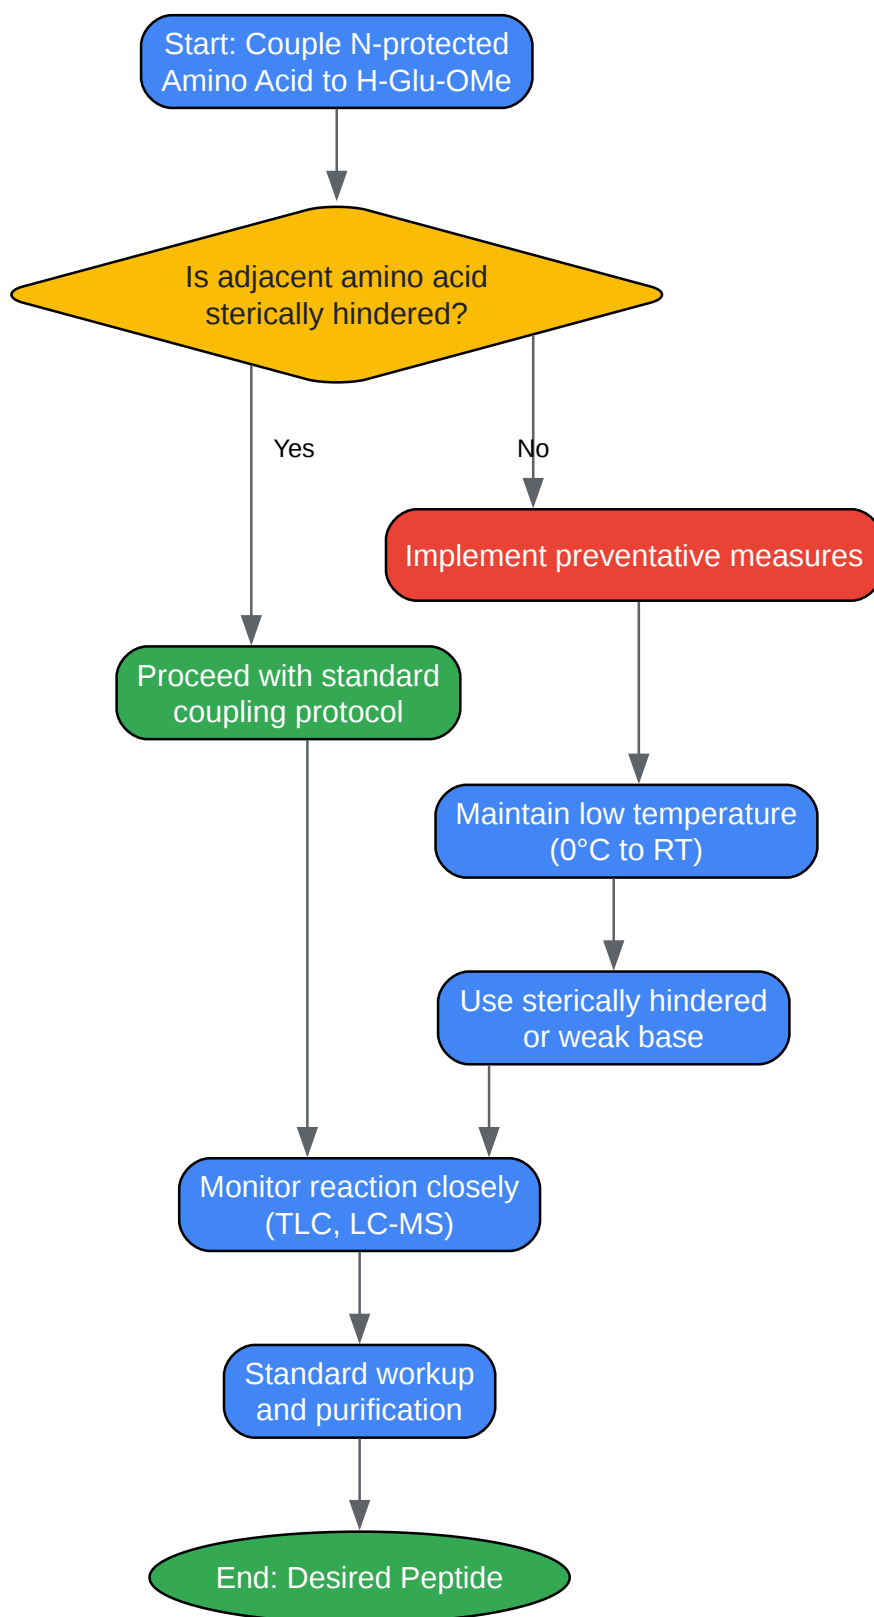 Start: Couple N-protected
Amino Acid to H-Glu-OMe
Is adjacent amino acid
sterically hindered?
Yes
No
Implement preventative measures
Proceed with standard
coupling protocol
Maintain low temperature
(0°C to RT)
Use sterically hindered
or weak base
Monitor reaction closely
(TLC, LC-MS)
Standard workup
and purification
End: Desired Peptide